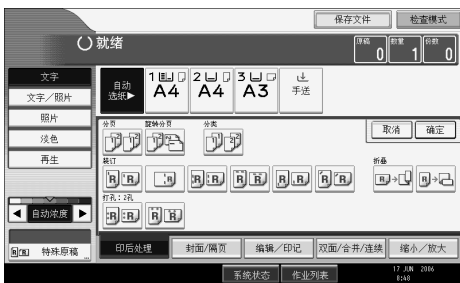 保存文件 检查模式
就绪
原稿 数量 份数
0 1 0
文字
文字／照片
照片
淡色
再生
自动浓度
特殊原稿
自动
选纸▶
1 A4
2 A4
3 A3
手送
取消 确定
分页 旋转分页 分类
装订 折叠
打孔: 2孔
印后处理 封面/隔页 编辑／印记 双面/合并/连续 缩小／放大
系统状态 作业列表
17 JUN 2006
8:48